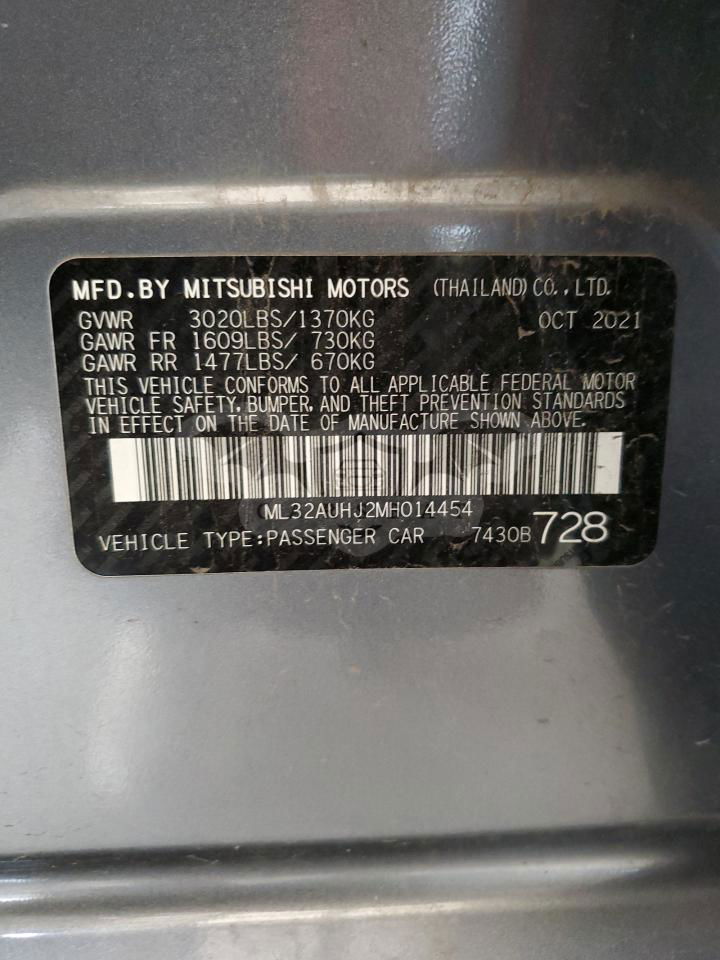 MFD.BY MITSUBISHI MOTORS (THAILAND)CO.,LTD.
GVWR 3020LBS/1370KG OCT 2021
GAWR FR 1609LBS/ 730KG
GAWR RR 1477LBS/ 670KG
THIS VEHICLE CONFORMS TO ALL APPLICABLE FEDERAL MOTOR
VEHICLE SAFETY, BUMPER, AND THEFT PREVENTION STANDARDS
IN EFFECT ON THE DATE OF MANUFACTURE SHOWN ABOVE.
ML32AUHJ2MH014454
VEHICLE TYPE:PASSENGER CAR 7430B 728